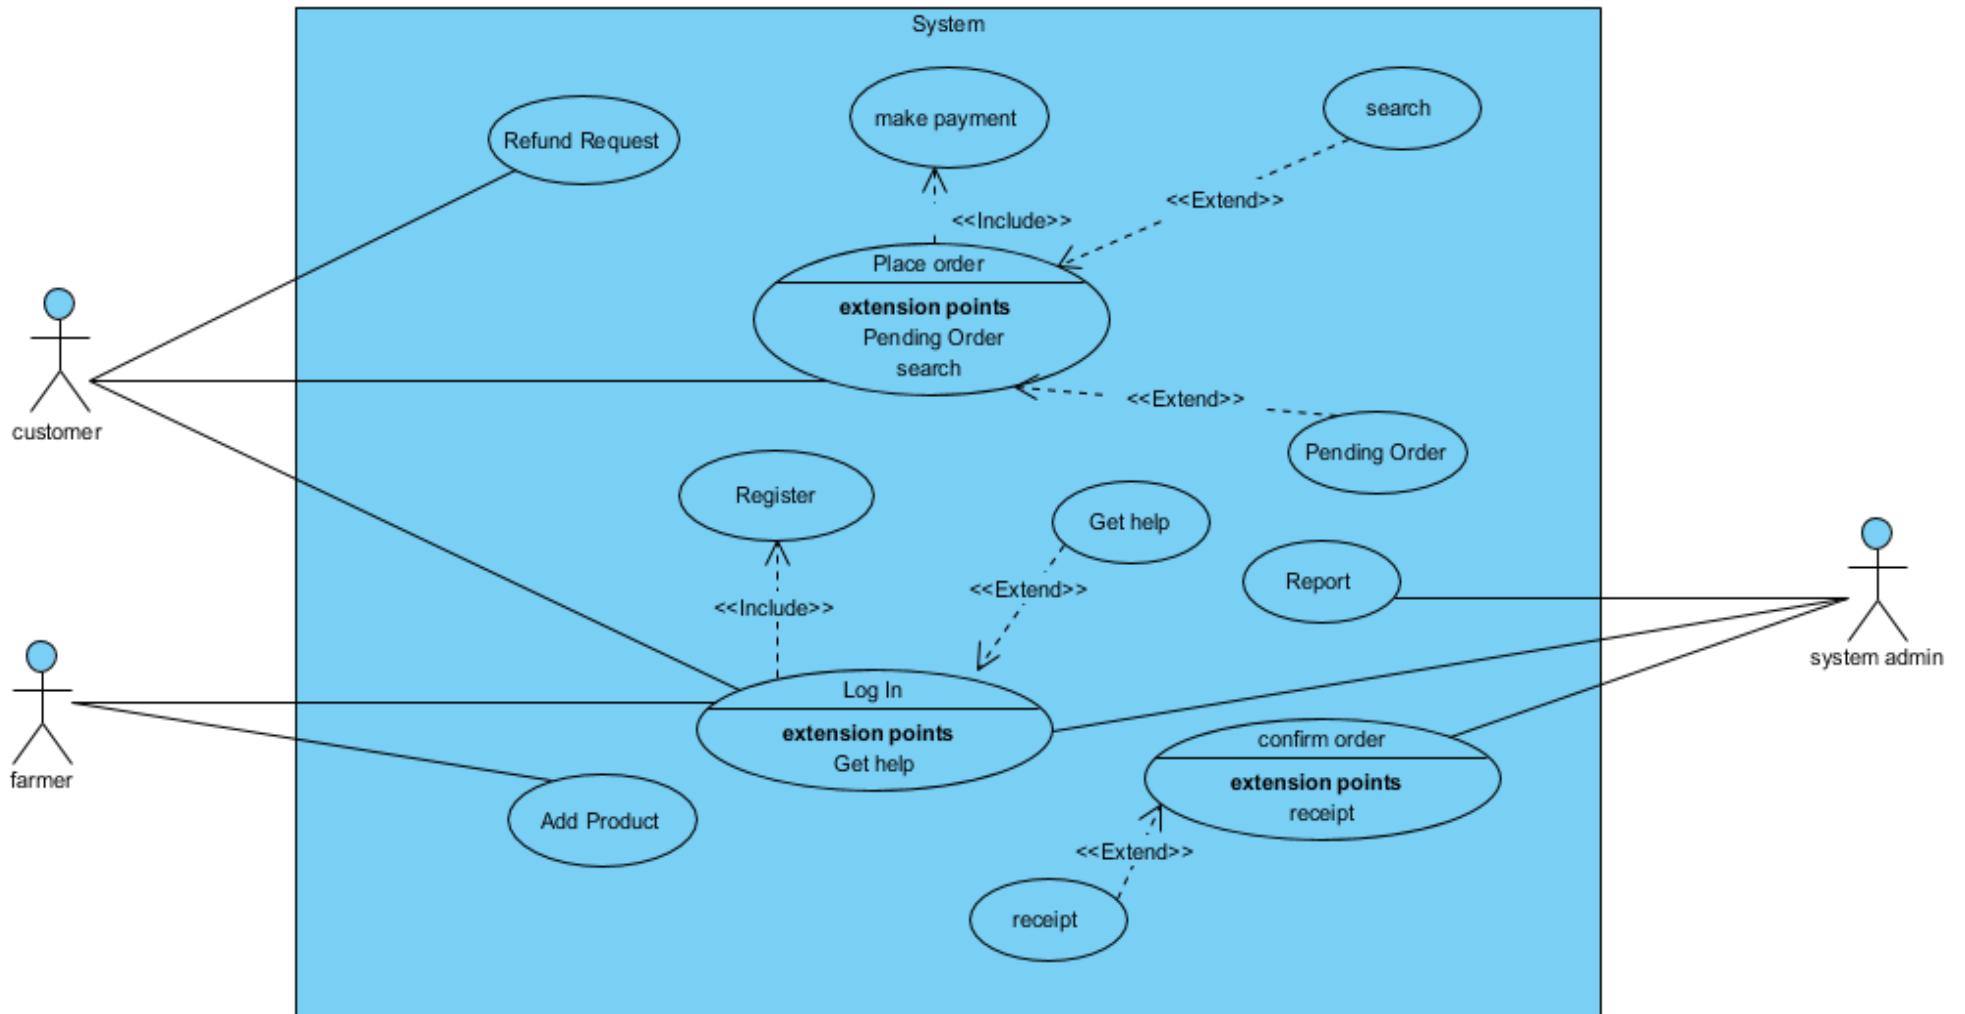 System
make payment
search
Refund Request
<<Extend>>
<<Include>>
Place order
extension points
Pending Order
search
<<Extend>>
customer
Pending Order
Register
Get help
Report
<<Extend>>
<<Include>>
system admin
Log In
extension points
Get help
confirm order
extension points
receipt
farmer
Add Product
<<Extend>>
receipt